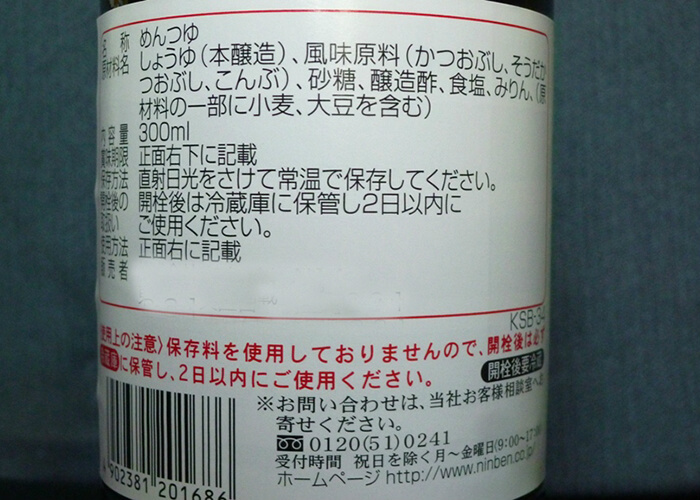 名称 めんつゆ
原材料名 しょうゆ(本醸造)、風味原料(かつおぶし、そうだか
つおぶし、こんぶ)、砂糖、醸造酢、食塩、みりん、(原
材料の一部に小麦、大豆を含む)
内容量 300ml
賞味期限 正面右下に記載
保存方法 直射日光をさけて常温で保存してください。
開栓後の取扱い 開栓後は冷蔵庫に保管し2日以内に
ご使用ください。
使用方法 正面右に記載
販売者
KSB-34
使用上の注意〉保存料を使用しておりませんので、開栓後は必ず
冷蔵庫に保管し、2日以内にご使用ください。
開栓後要冷蔵
※お問い合わせは、当社お客様相談室へお
寄せください。
0120(51)0241
受付時間 祝日を除く月〜金曜日(9:00〜17:00
ホームページ http://www.ninben.co.jp/
4902381201686